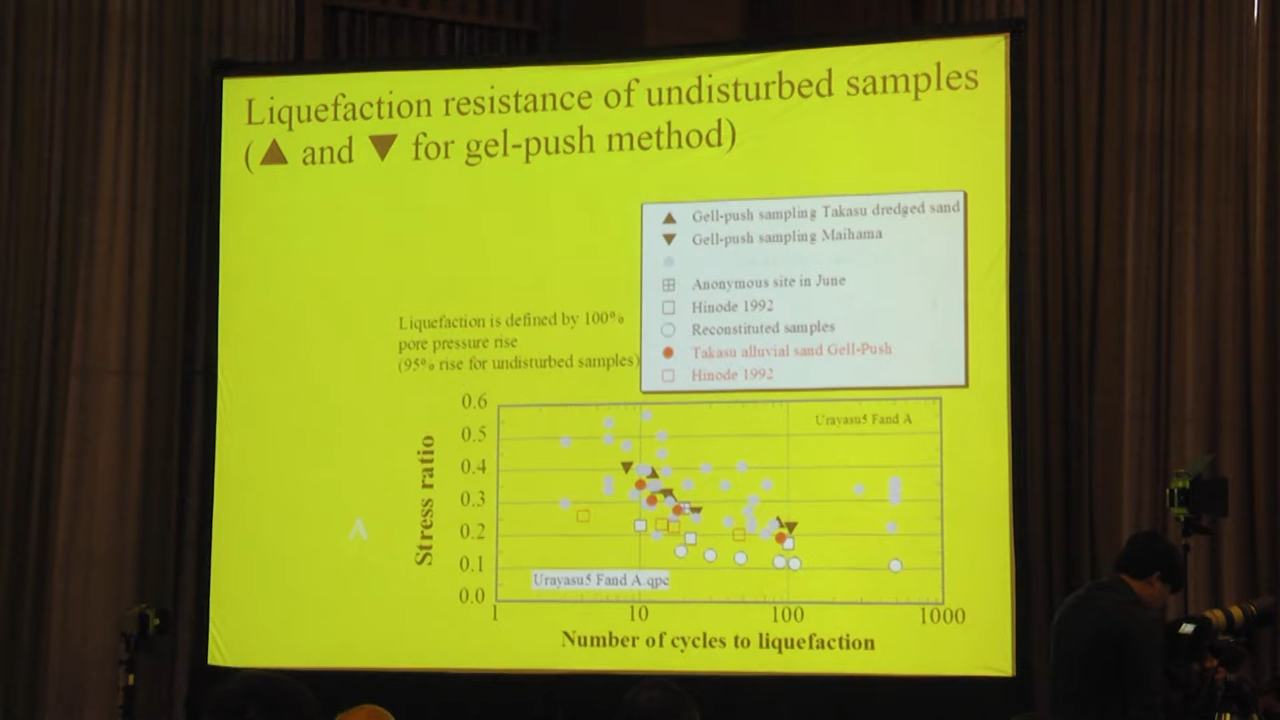 Liquefaction resistance of undisturbed samples
(▲ and ▼ for gel-push method)
Gell-push sampling Takasu dredged sand
Gell-push sampling Maihama
Anonymous site in June
Hinode 1992
Reconstituted samples
Takasu alluvial sand Gell-Push
Hinode 1992
Liquefaction is defined by 100%
pore pressure rise
(95% rise for undisturbed samples)
0.6
0.5
0.4
0.3
0.2
0.1
0.0
Stress ratio
Urayasu5 Fand A
Urayasu5 Fand A.qpc
1 10 100 1000
Number of cycles to liquefaction